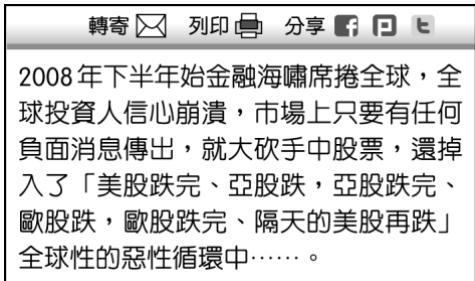 轉寄 列印 分享
2008年下半年始金融海嘯席捲全球，全
球投資人信心崩潰，市場上只要有任何
負面消息傳出，就大砍手中股票，還掉
入了「美股跌完、亞股跌，亞股跌完、
歐股跌，歐股跌完、隔天的美股再跌」
全球性的惡性循環中……。